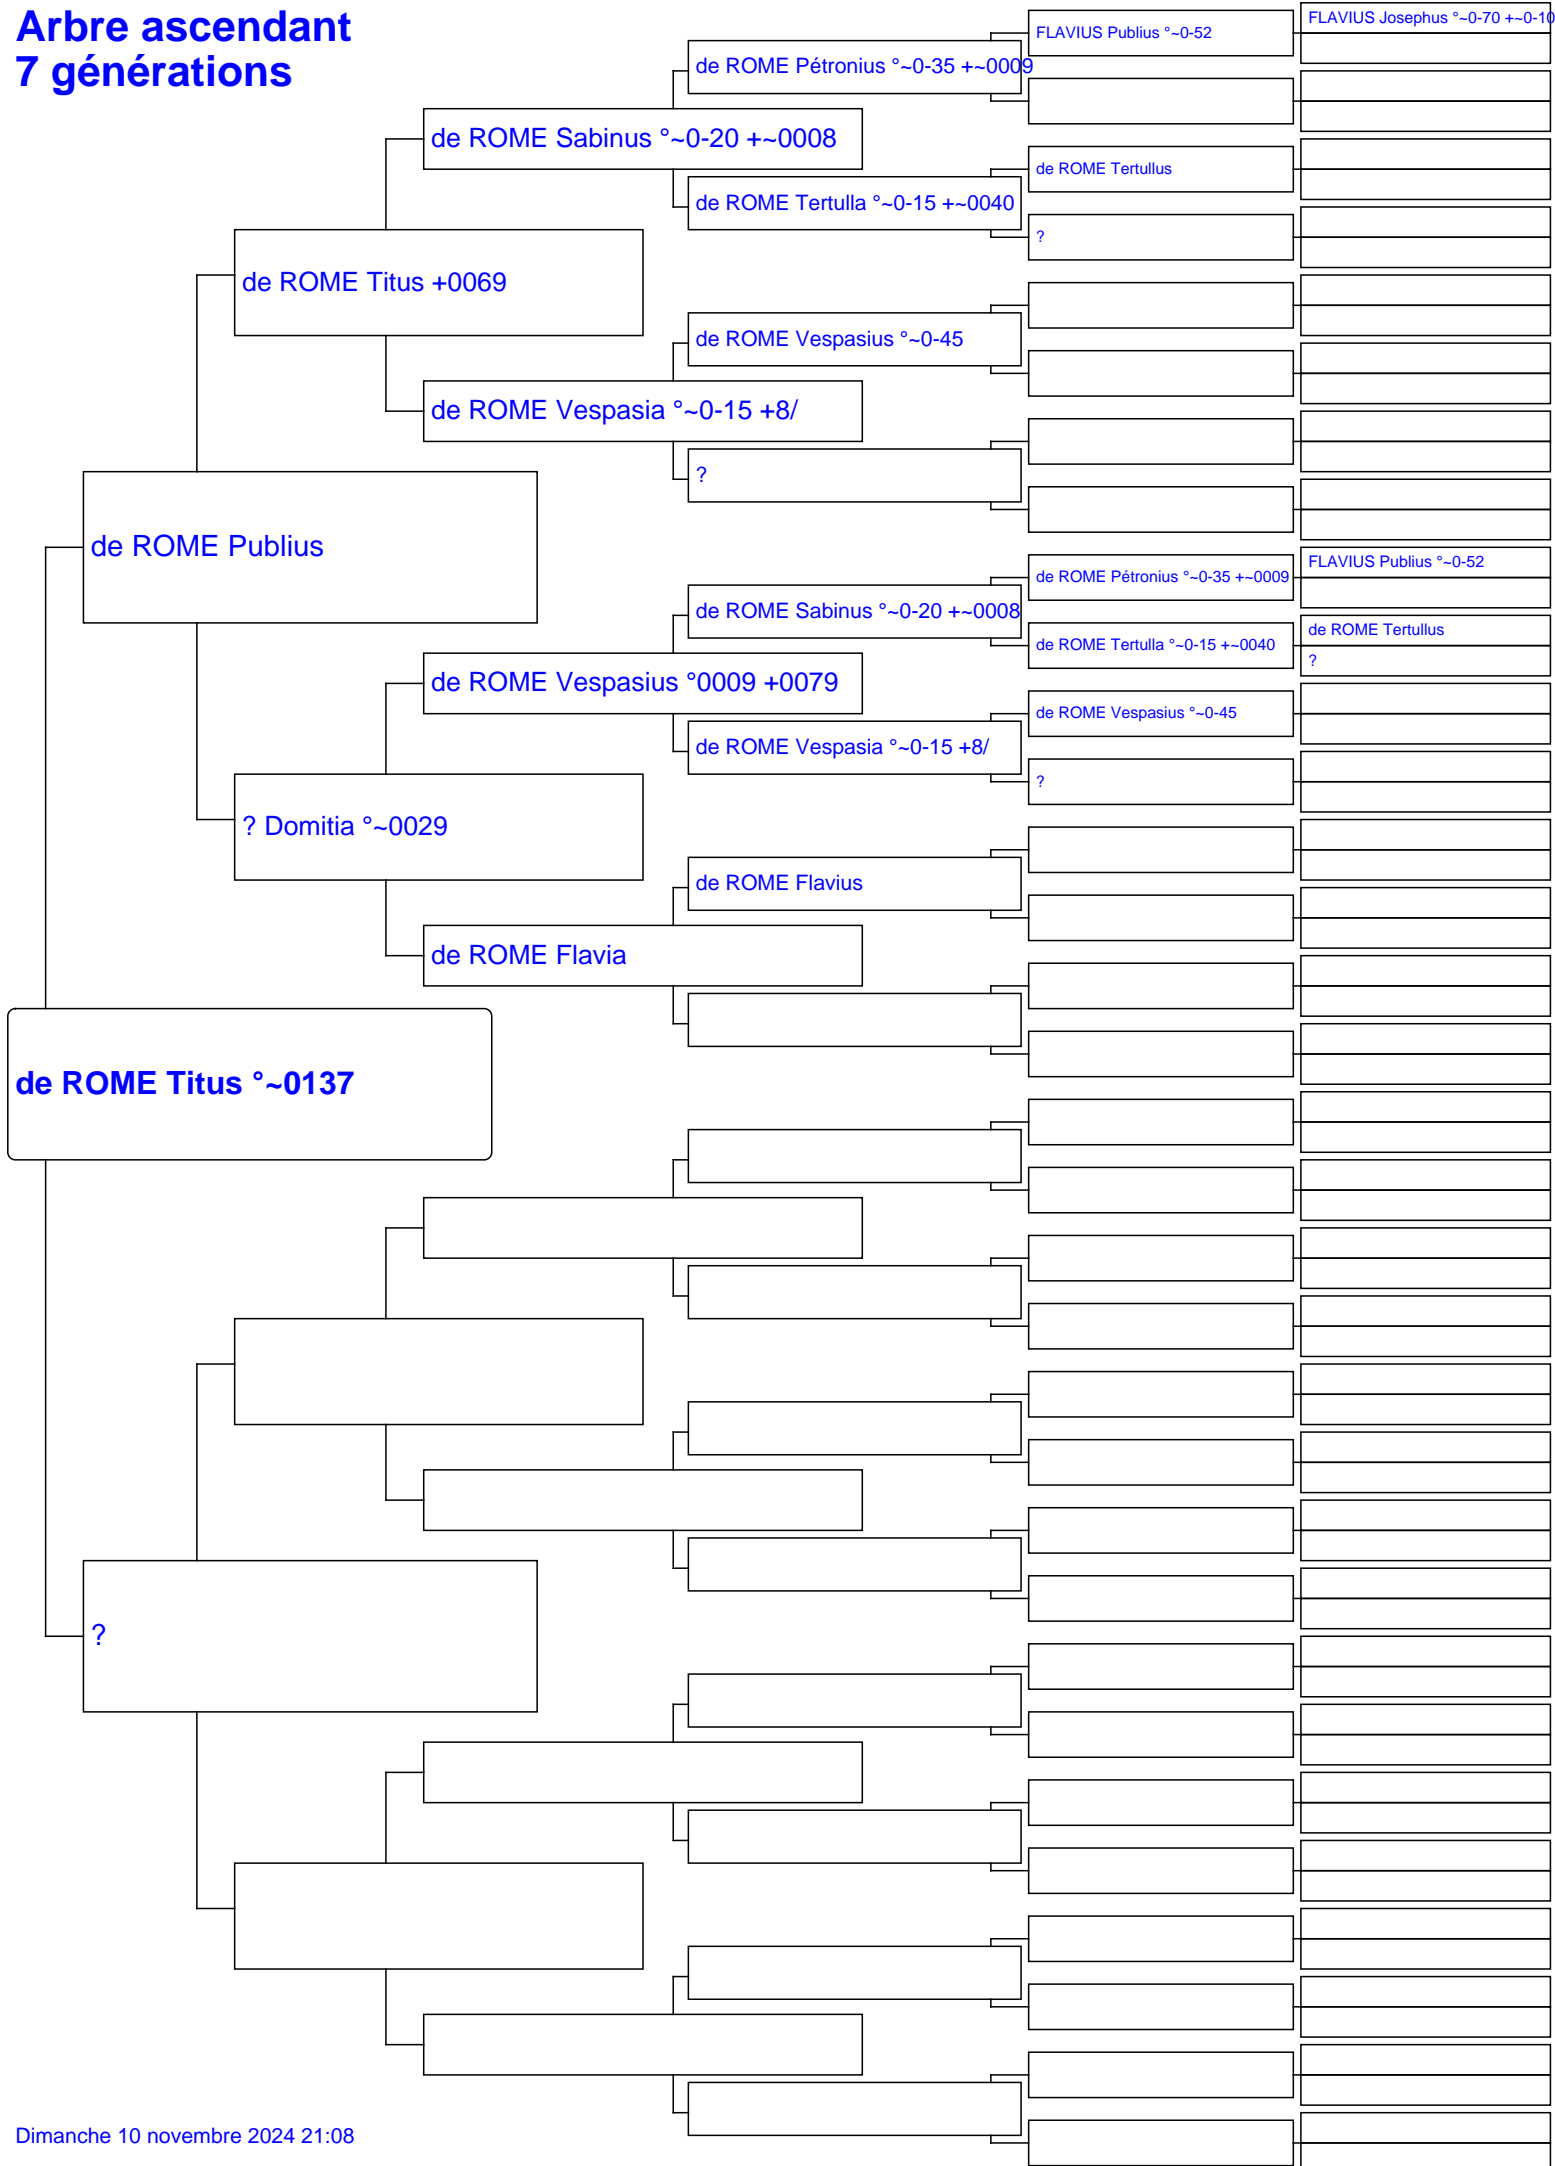 Arbre ascendant
7 générations
FLAVIUS Josephus °~0-70 +~0-10
FLAVIUS Publius °~0-52
de ROME Pétronius °~0-35 +~0009
de ROME Sabinus °~0-20 +~0008
de ROME Tertullus
de ROME Tertulla °~0-15 +~0040
?
de ROME Titus +0069
de ROME Vespasius °~0-45
de ROME Vespasia °~0-15 +8/
?
de ROME Publius
FLAVIUS Publius °~0-52
de ROME Pétronius °~0-35 +~0009
de ROME Sabinus °~0-20 +~0008
de ROME Tertullus
de ROME Tertulla °~0-15 +~0040
?
de ROME Vespasius °0009 +0079
de ROME Vespasius °~0-45
de ROME Vespasia °~0-15 +8/
?
? Domitia °~0029
de ROME Flavius
de ROME Flavia
de ROME Titus °~0137
?
Dimanche 10 novembre 2024 21:08